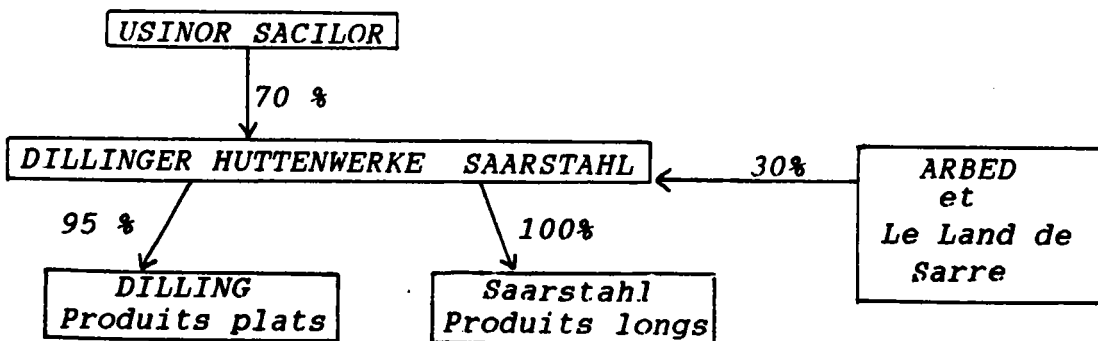 USINOR SACILOR
70 %
DILLINGER HUTTENWERKE SAARSTAHL
30%
ARBED
et
Le Land de
Sarre
95 %
100%
DILLING
Produits plats
Saarstahl
Produits longs